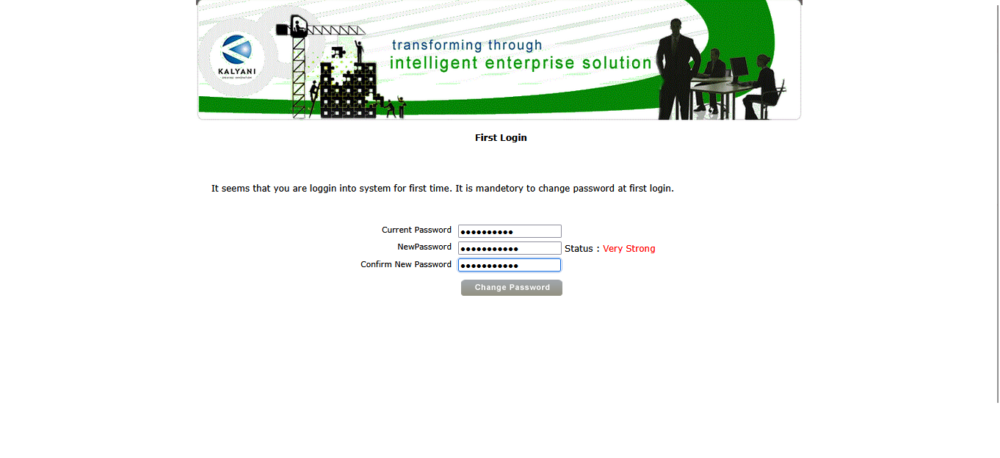 transforming through
intelligent enterprise solution
KALYANI
DRIVING INNOVATION
First Login
It seems that you are loggin into system for first time. It is mandetory to change password at first login.
Current Password ●●●●●●●●●●
NewPassword ●●●●●●●●●●● Status : Very Strong
Confirm New Password ●●●●●●●●●●●
Change Password